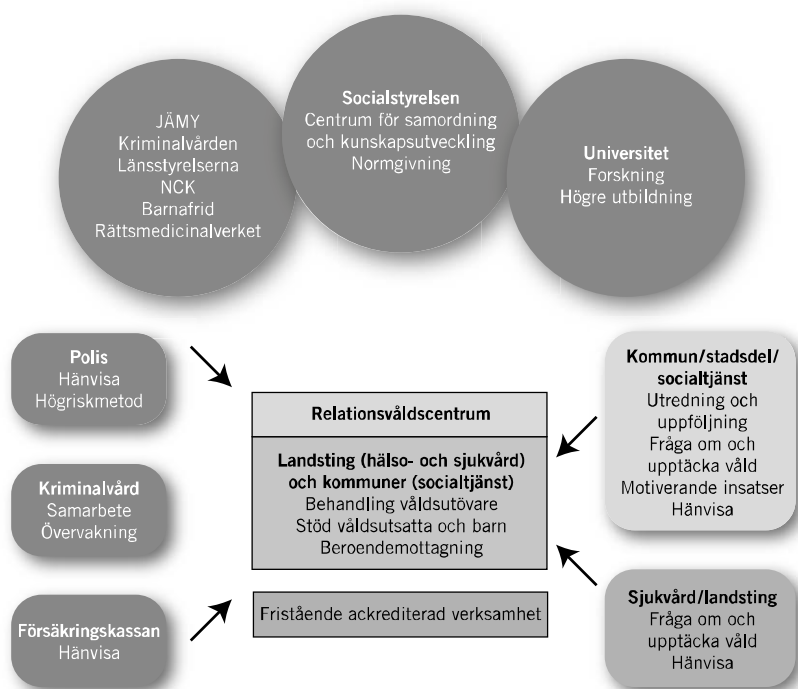 JÄMY
Kriminalvården
Länsstyrelserna
NCK
Barnafrid
Rättsmedicinalverket
Socialstyrelsen
Centrum för samordning
och kunskapsutveckling
Normgivning
Universitet
Forskning
Högre utbildning
Polis
Hänvisa
Högriskmetod
Kriminalvård
Samarbete
Övervakning
Försäkringskassan
Hänvisa
Relationsvåldscentrum
Landsting (hälso- och sjukvård)
och kommuner (socialtjänst)
Behandling våldsutövare
Stöd våldsutsatta och barn
Beroendemottagning
Fristående ackrediterad verksamhet
Kommun/stadsdel/
socialtjänst
Utredning och
uppföljning
Fråga om och
upptäcka våld
Motiverande insatser
Hänvisa
Sjukvård/landsting
Fråga om och
upptäcka våld
Hänvisa